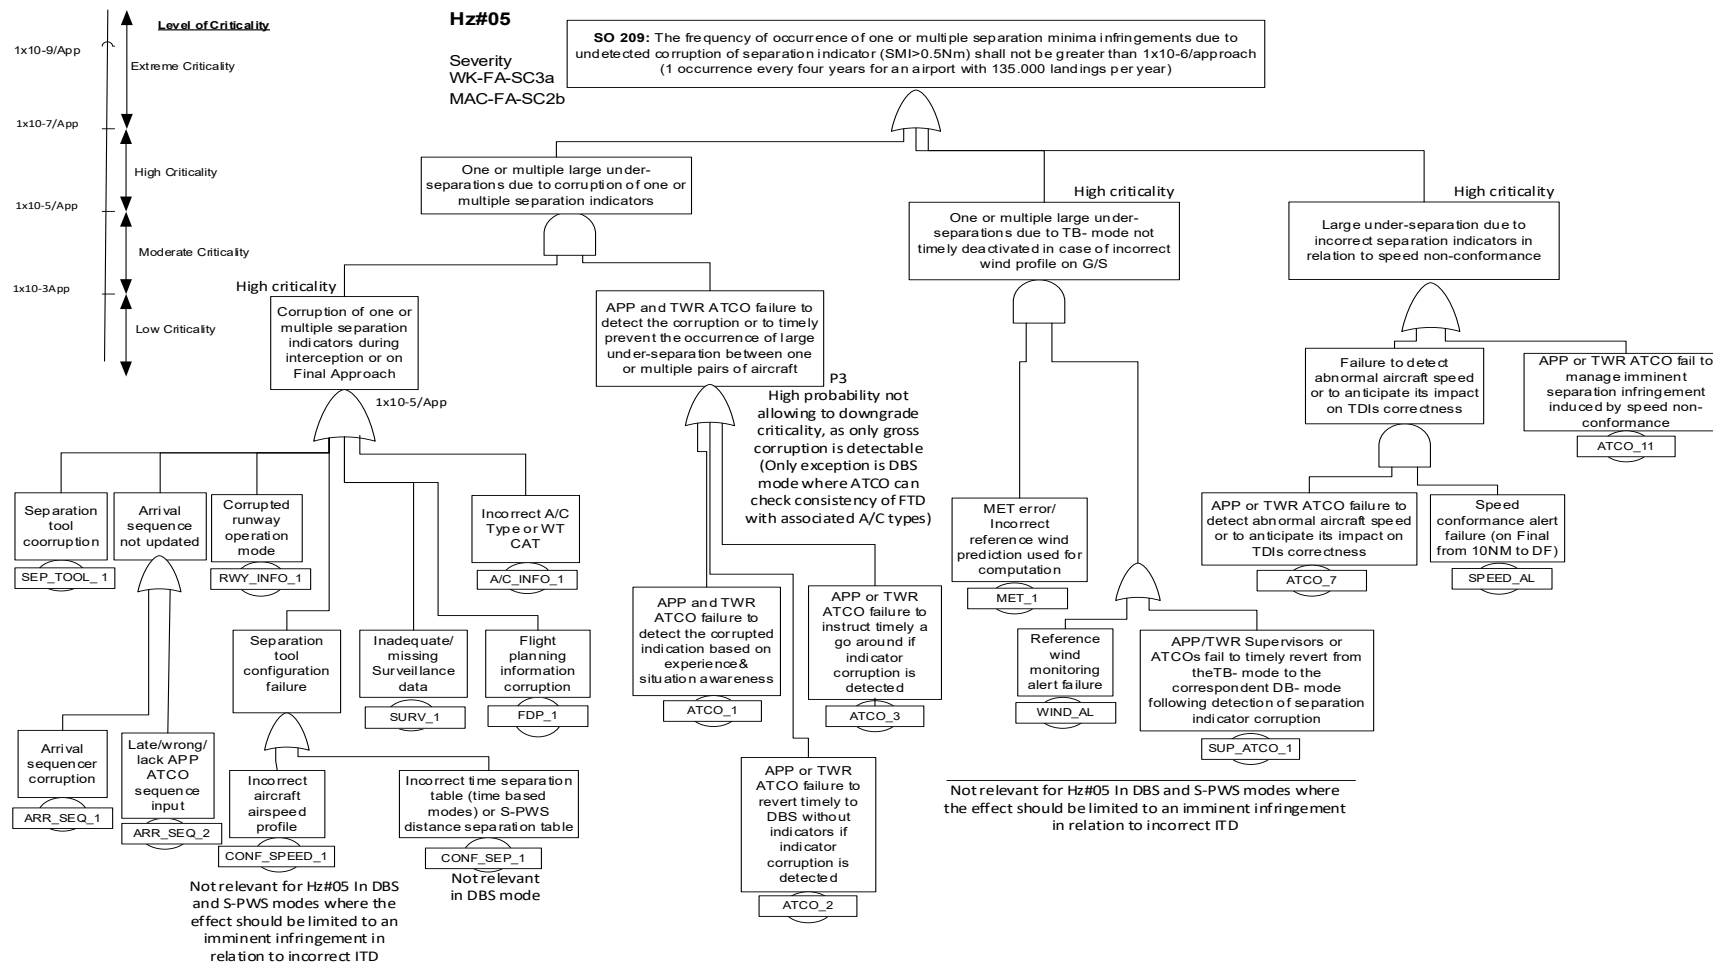 Level of Criticality
1x10-9/App
Extreme Criticality
1x10-7/App
High Criticality
1x10-5/App
Moderate Criticality
1x10-3App
Low Criticality
Hz#05
Severity
WK-FA-SC3a
MAC-FA-SC2b
SO 209: The frequency of occurrence of one or multiple separation minima infringements due to
undetected corruption of separation indicator (SMI>0.5Nm) shall not be greater than 1x10-6/approach
(1 occurrence every four years for an airport with 135.000 landings per year)
One or multiple large under-
separations due to corruption of one or
multiple separation indicators
High criticality
One or multiple large under-
separations due to TB- mode not
timely deactivated in case of incorrect
wind profile on G/S
High criticality
Large under-separation due to
incorrect separation indicators in
relation to speed non-conformance
High criticality
Corruption of one or
multiple separation
indicators during
interception or on
Final Approach
1x10-5/App
APP and TWR ATCO failure to
detect the corruption or to timely
prevent the occurrence of large
under-separation between one
or multiple pairs of aircraft
P3
High probability not
allowing to downgrade
criticality, as only gross
corruption is detectable
(Only exception is DBS
mode where ATCO can
check consistency of FTD
with associated A/C types)
Failure to detect
abnormal aircraft speed
or to anticipate its impact
on TDIs correctness
APP or TWR ATCO fail to
manage imminent
separation infringement
induced by speed non-
conformance
ATCO_11
Separation
tool
coorruption
SEP_TOOL_1
Arrival
sequence
not updated
Corrupted
runway
operation
mode
RWY_INFO_1
Incorrect A/C
Type or WT
CAT
A/C_INFO_1
MET error/
Incorrect
reference wind
prediction used for
computation
MET_1
APP or TWR ATCO failure to
detect abnormal aircraft speed
or to anticipate its impact on
TDIs correctness
ATCO_7
Speed
conformance alert
failure (on Final
from 10NM to DF)
SPEED_AL
Separation
tool
configuration
failure
Inadequate/
missing
Surveillance
data
SURV_1
Flight
planning
information
corruption
FDP_1
APP and TWR
ATCO failure to
detect the corrupted
indication based on
experience&
situation awareness
ATCO_1
APP or TWR
ATCO failure to
instruct timely a
go around if
indicator
corruption is
detected
ATCO_3
Reference
wind
monitoring
alert failure
WIND_AL
APP/TWR Supervisors or
ATCOs fail to timely revert from
theTB- mode to the
correspondent DB- mode
following detection of separation
indicator corruption
SUP_ATCO_1
Arrival
sequencer
corruption
ARR_SEQ_1
Late/wrong/
lack APP
ATCO
sequence
input
ARR_SEQ_2
Incorrect
aircraft
airspeed
profile
CONF_SPEED_1
Not relevant for Hz#05 In DBS
and S-PWS modes where the
effect should be limited to an
imminent infringement in
relation to incorrect ITD
Incorrect time separation
table (time based
modes) or S-PWS
distance separation table
CONF_SEP_1
Not relevant
in DBS mode
APP or TWR
ATCO failure to
revert timely to
DBS without
indicators if
indicator
corruption is
detected
ATCO_2
Not relevant for Hz#05 In DBS and S-PWS modes where
the effect should be limited to an imminent infringement
in relation to incorrect ITD